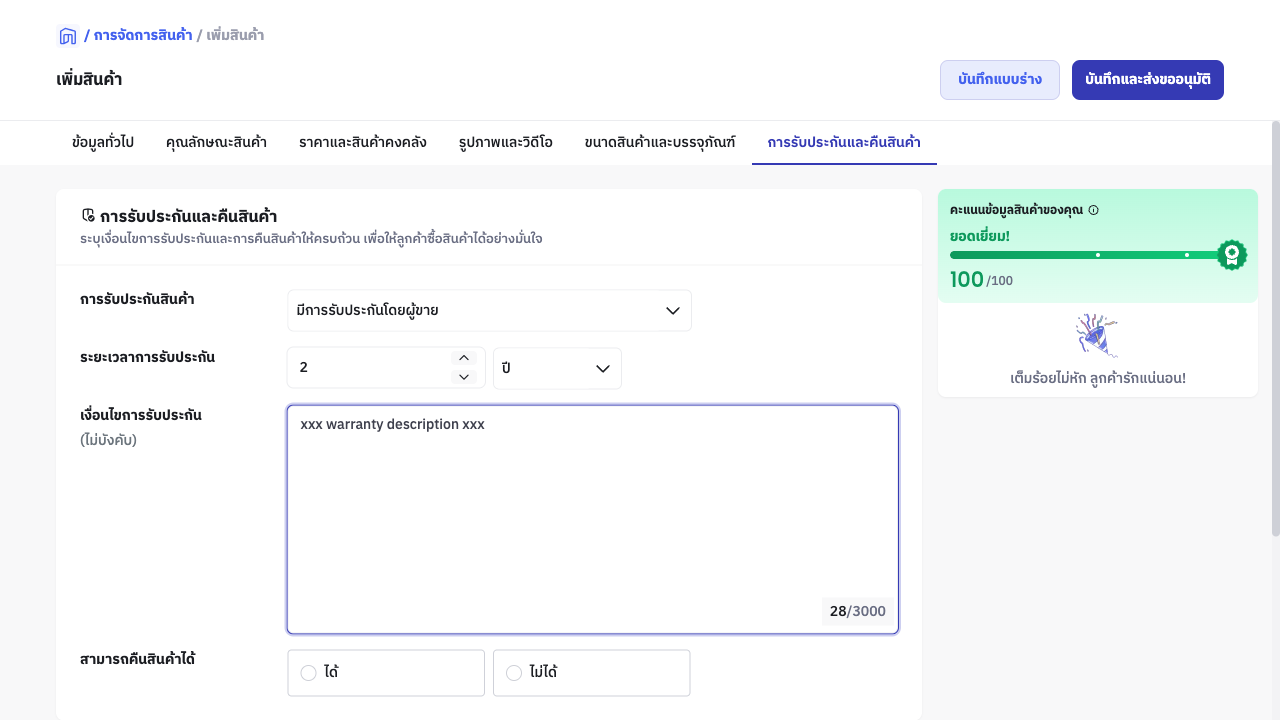 / การจัดการสินค้า / เพิ่มสินค้า
เพิ่มสินค้า
บันทึกแบบร่าง
บันทึกและส่งขออนุมัติ
ข้อมูลทั่วไป
คุณลักษณะสินค้า
ราคาและสินค้าคงคลัง
รูปภาพและวิดีโอ
ขนาดสินค้าและบรรจุภัณฑ์
การรับประกันและคืนสินค้า
การรับประกันและคืนสินค้า
ระบุเงื่อนไขการรับประกันและการคืนสินค้าให้ครบถ้วน เพื่อให้ลูกค้าซื้อสินค้าได้อย่างมั่นใจ
การรับประกันสินค้า
มีการรับประกันโดยผู้ขาย
ระยะเวลาการรับประกัน
2
ปี
เงื่อนไขการรับประกัน
(ไม่บังคับ)
xxx warranty description xxx
28/3000
สามารถคืนสินค้าได้
ได้
ไม่ได้
คะแนนข้อมูลสินค้าของคุณ
ยอดเยี่ยม!
100/100
เต็มร้อยไม่หัก ลูกค้ารักแน่นอน!